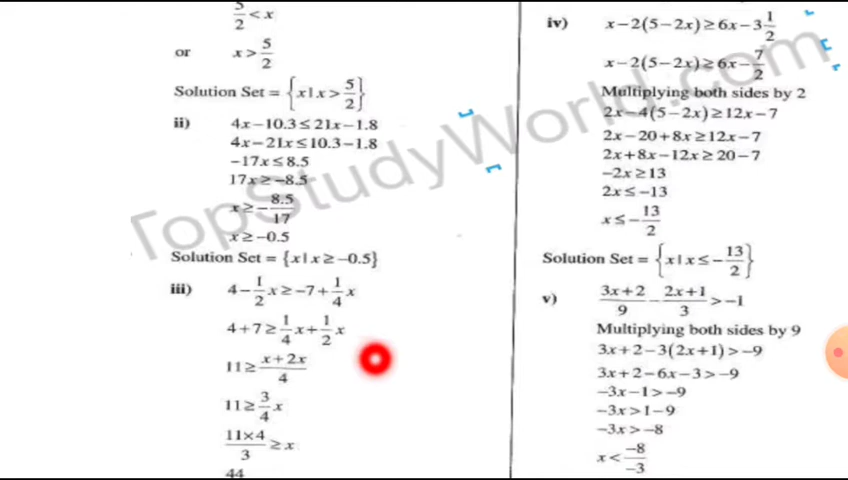 5/2 < x
or x > 5/2
Solution Set = {x | x > 5/2}
ii) 4x−10.3 ≤ 21x−1.8
4x−21x ≤ 10.3−1.8
−17x ≤ 8.5
17x ≥ −8.5
x ≥ −8.5/17
x ≥ −0.5
Solution Set = {x | x ≥ −0.5}
iii) 4−1/2x ≥ −7+1/4x
4+7 ≥ 1/4x+1/2x
11 ≥ x+2x/4
11 ≥ 3/4x
11×4/3 ≥ x
44
iv) x−2(5−2x) ≥ 6x−3 1/2
x−2(5−2x) ≥ 6x−7/2
Multiplying both sides by 2
2x−4(5−2x) ≥ 12x−7
2x−20+8x ≥ 12x−7
2x+8x−12x ≥ 20−7
−2x ≥ 13
2x ≤ −13
x ≤ −13/2
Solution Set = {x | x ≤ −13/2}
v) 3x+2/9 − 2x+1/3 > −1
Multiplying both sides by 9
3x+2−3(2x+1) > −9
3x+2−6x−3 > −9
−3x−1 > −9
−3x > 1−9
−3x > −8
x < −8/−3
TopStudyWorld.com